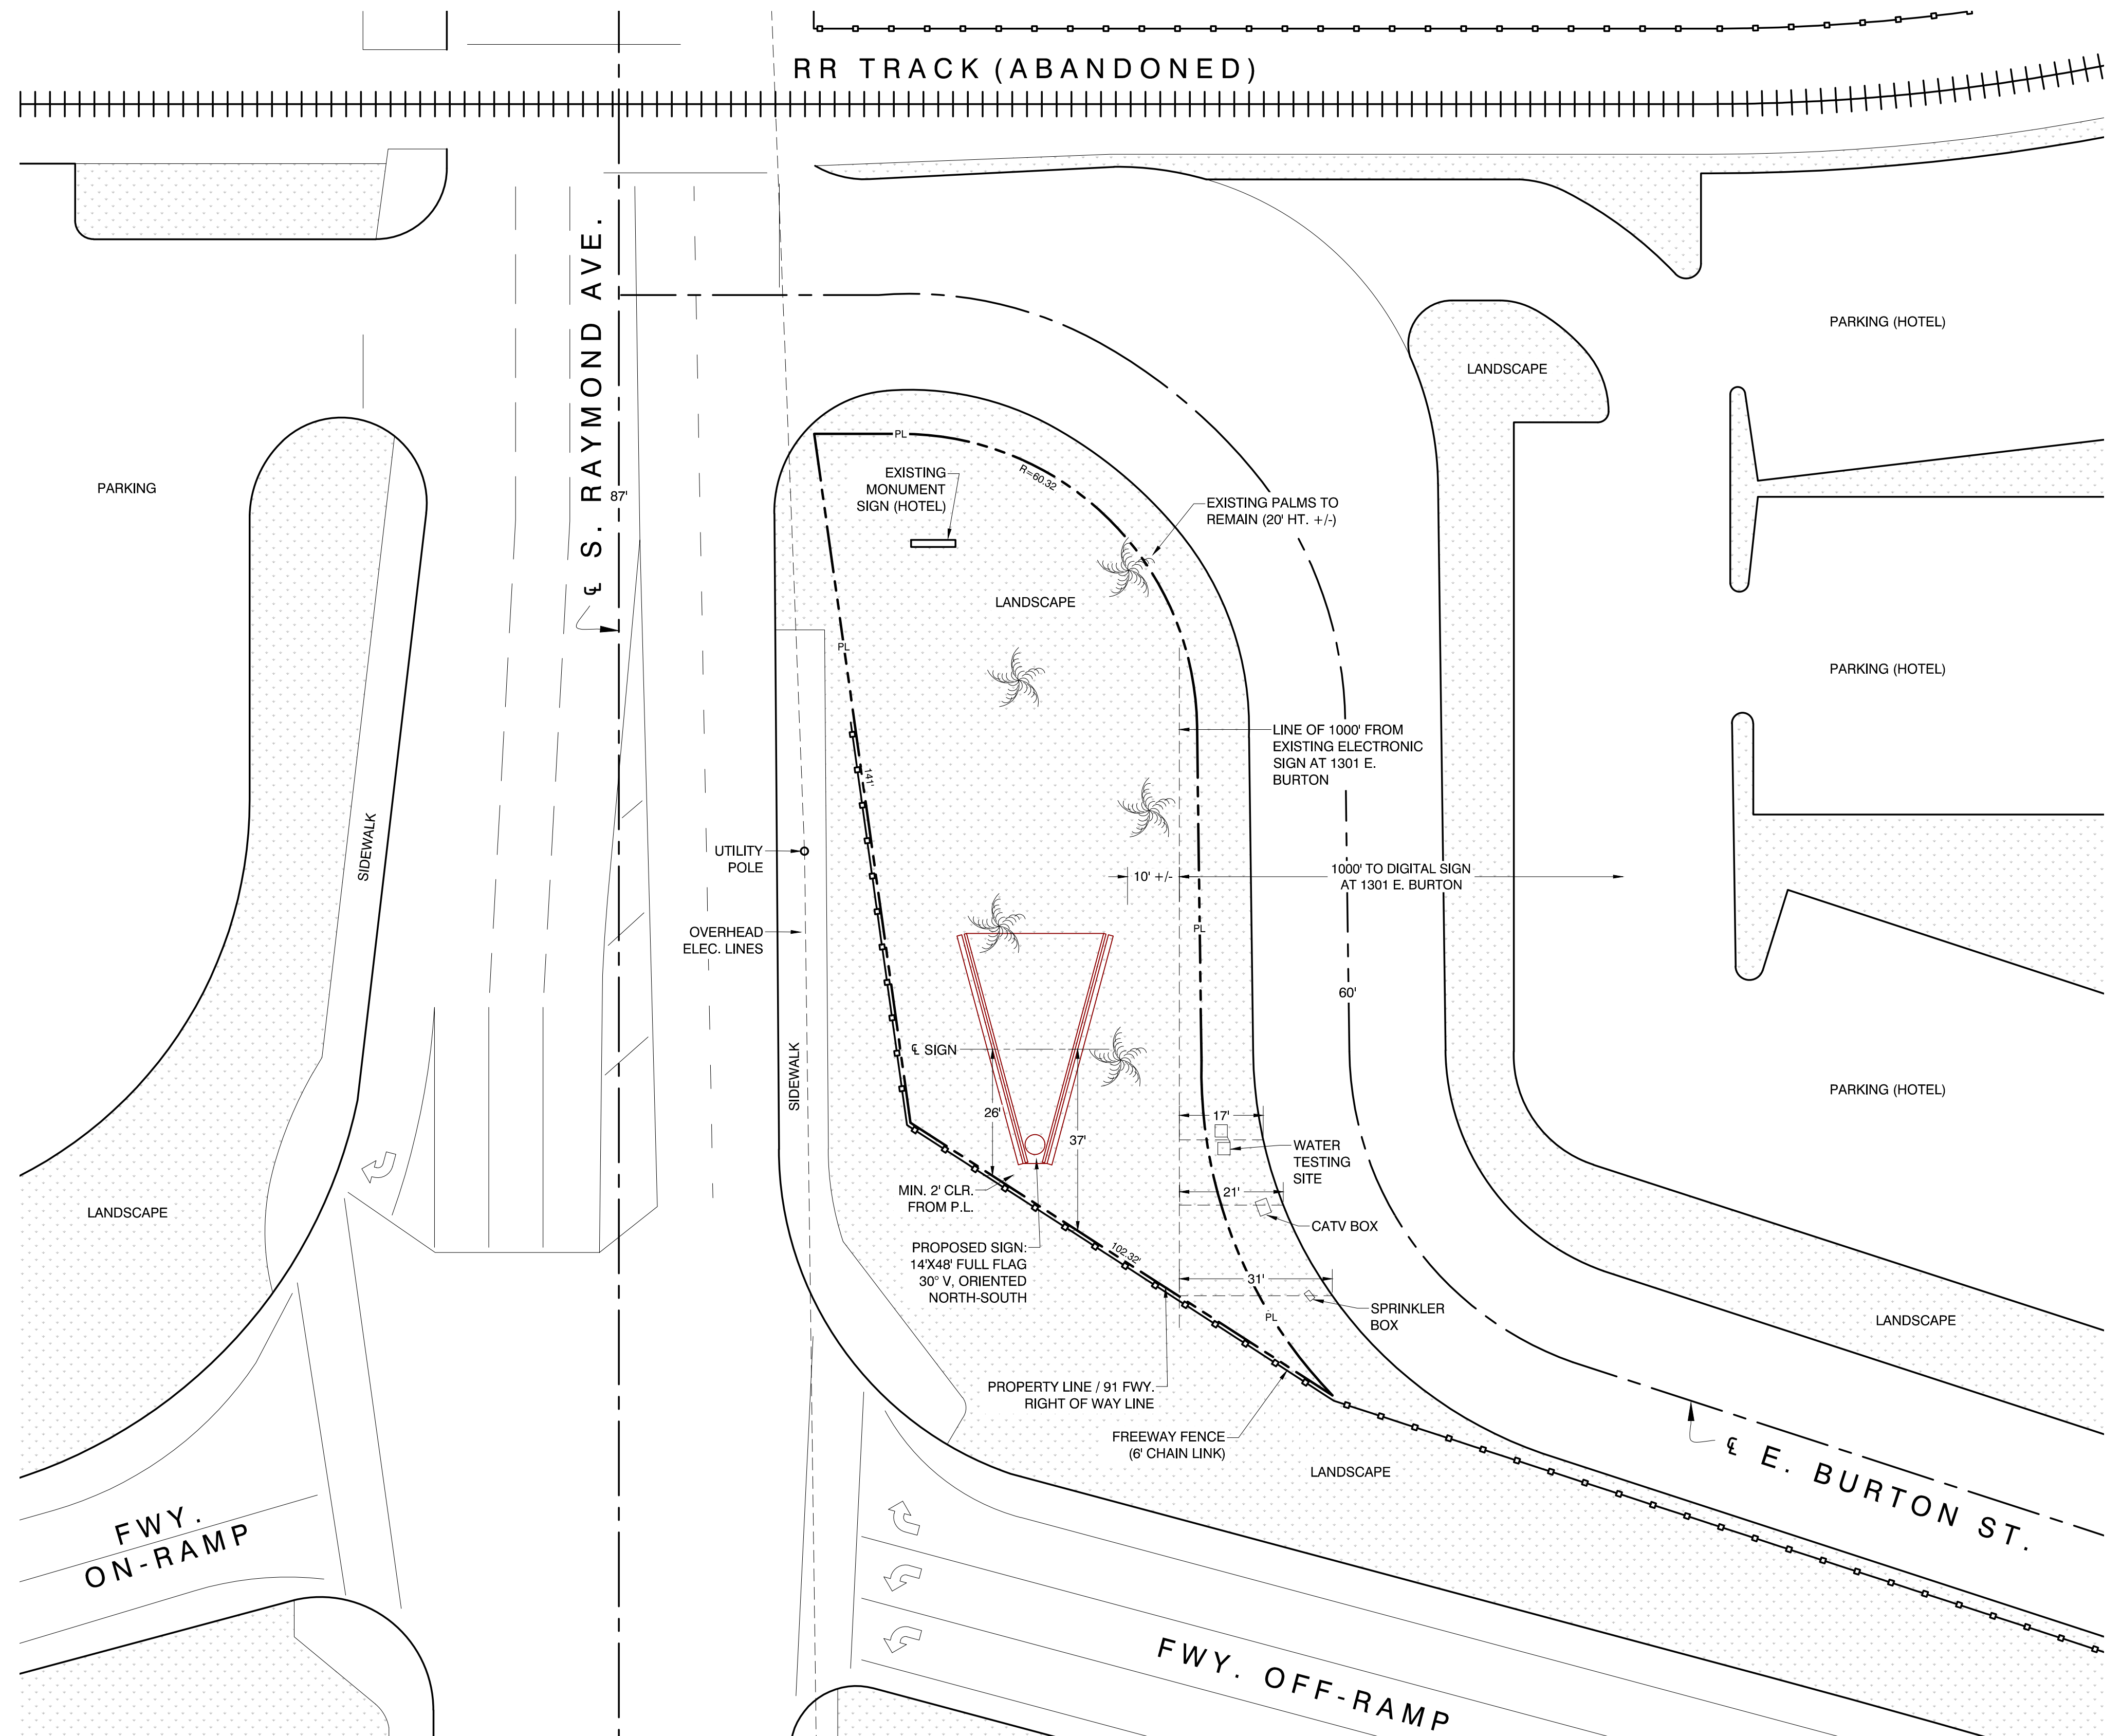 RR TRACK (ABANDONED)
℄ S. RAYMOND AVE.
87'
PARKING
SIDEWALK
LANDSCAPE
FWY.
ON-RAMP
PL
R=60.32
EXISTING
MONUMENT
SIGN (HOTEL)
EXISTING PALMS TO
REMAIN (20' HT. +/-)
LANDSCAPE
PARKING (HOTEL)
LANDSCAPE
PARKING (HOTEL)
PL
LINE OF 1000' FROM
EXISTING ELECTRONIC
SIGN AT 1301 E.
BURTON
141'
UTILITY
POLE
10' +/-
1000' TO DIGITAL SIGN
AT 1301 E. BURTON
OVERHEAD
ELEC. LINES
PL
60'
SIDEWALK
℄ SIGN
26'
37'
17'
PARKING (HOTEL)
WATER
TESTING
SITE
MIN. 2' CLR.
FROM P.L.
21'
CATV BOX
PROPOSED SIGN:
14'X48' FULL FLAG
30° V, ORIENTED
NORTH-SOUTH
102.32'
31'
SPRINKLER
BOX
PL
LANDSCAPE
PROPERTY LINE / 91 FWY.
RIGHT OF WAY LINE
FREEWAY FENCE
(6' CHAIN LINK)
LANDSCAPE
℄ E. BURTON ST.
FWY. OFF-RAMP